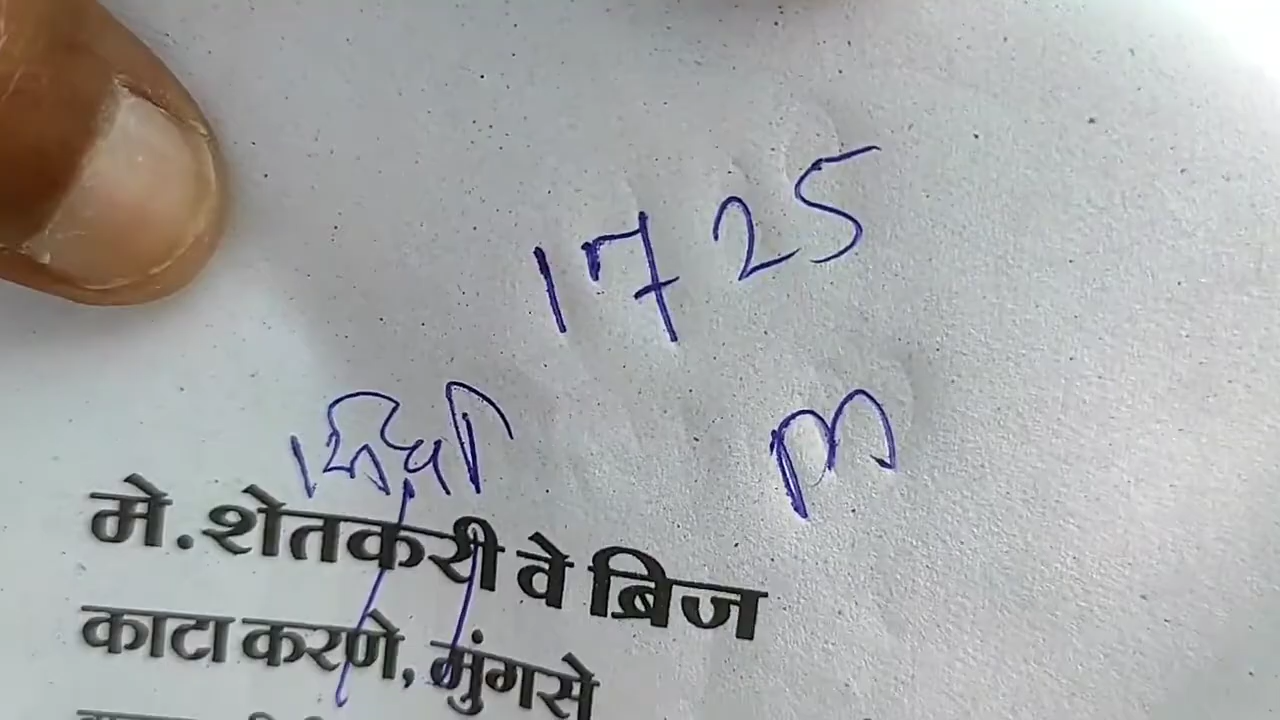 1725
मे. शेतकरी वे ब्रिज
काटा करणे, मुंगसे